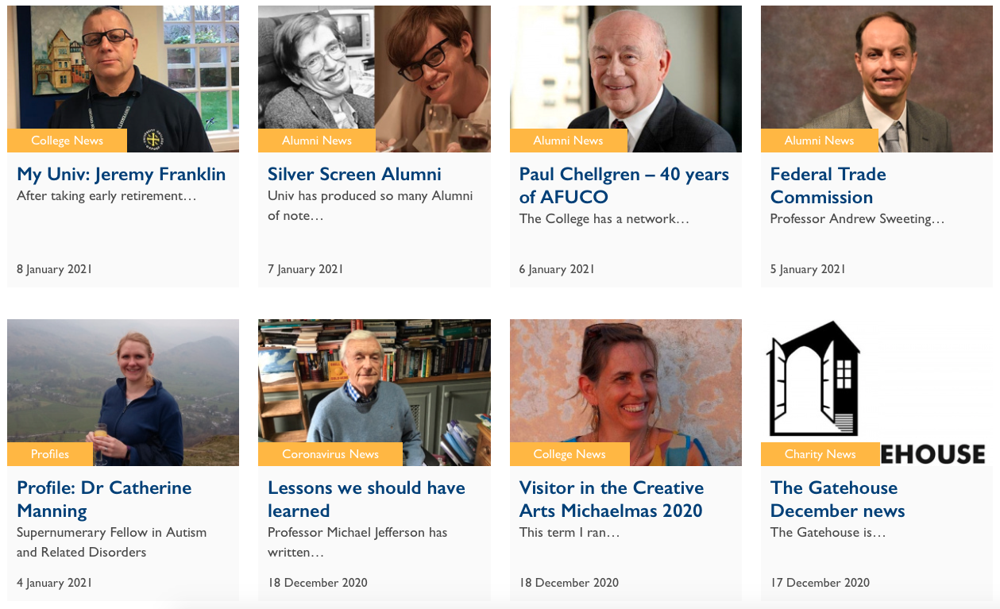 College News
My Univ: Jeremy Franklin
After taking early retirement…
8 January 2021
Alumni News
Silver Screen Alumni
Univ has produced so many Alumni
of note…
7 January 2021
Alumni News
Paul Chellgren – 40 years
of AFUCO
The College has a network…
6 January 2021
Alumni News
Federal Trade
Commission
Professor Andrew Sweeting…
5 January 2021
Profiles
Profile: Dr Catherine
Manning
Supernumerary Fellow in Autism
and Related Disorders
4 January 2021
Coronavirus News
Lessons we should have
learned
Professor Michael Jefferson has
written…
18 December 2020
College News
Visitor in the Creative
Arts Michaelmas 2020
This term I ran…
18 December 2020
EHOUSE
Charity News
The Gatehouse
December news
The Gatehouse is…
17 December 2020